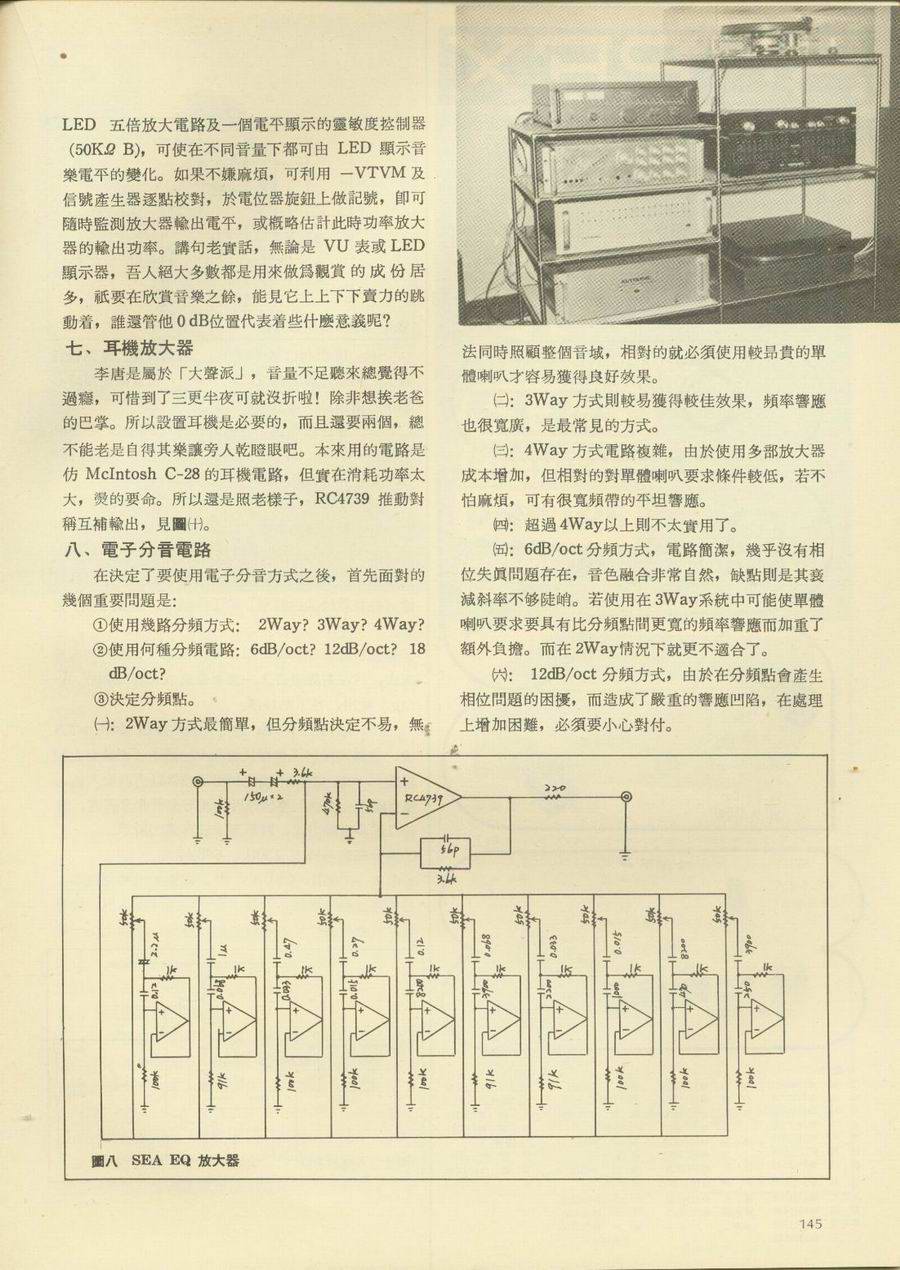 LED 五倍放大電路及一個電平顯示的靈敏度控制器
(50KΩ B)，可使在不同音量下都可由 LED 顯示音
樂電平的變化。如果不嫌麻煩，可利用 一VTVM 及
信號產生器逐點校對，於電位器旋鈕上做記號，卽可
隨時監測放大器輸出電平，或概略估計此時功率放大
器的輸出功率。講句老實話，無論是 VU 表或 LED
顯示器，吾人絕大多數都是用來做爲觀賞的成份居
多，祇要在欣賞音樂之餘，能見它上上下下賣力的跳
動着，誰還管他 0 dB位置代表着些什麽意義呢？
七、耳機放大器
李唐是屬於「大聲派」，音量不足聽來總覺得不
過癮，可惜到了三更半夜可就沒折啦！除非想挨老爸
的巴掌。所以設置耳機是必要的，而且還要兩個，總
不能老是自得其樂讓旁人乾瞪眼吧。本來用的電路是
仿 McIntosh C-28 的耳機電路，但實在消耗功率太
大，燙的要命。所以還是照老樣子，RC4739 推動對
稱互補輸出，見圖㈩。
八、電子分音電路
在決定了要使用電子分音方式之後，首先面對的
幾個重要問題是：
①使用幾路分頻方式： 2Way? 3Way? 4Way?
②使用何種分頻電路：6dB/oct? 12dB/oct? 18
dB/oct?
③決定分頻點。
㈠：2Way 方式最簡單，但分頻點決定不易，無
法同時照顧整個音域，相對的就必須使用較昻貴的單
體喇叭才容易獲得良好效果。
㈡：3Way 方式則較易獲得較佳效果，頻率響應
也很寬廣，是最常見的方式。
㈢：4Way 方式電路複雜，由於使用多部放大器
成本增加，但相對的對單體喇叭要求條件較低，若不
怕麻煩，可有很寬頻帶的平坦響應。
㈣：超過4Way以上則不太實用了。
㈤：6dB/oct 分頻方式，電路簡潔，幾乎沒有相
位失眞問題存在，音色融合非常自然，缺點則是其衰
減斜率不够陡峭。若使用在 3Way系統中可能使單體
喇叭要求要具有比分頻點間更寬的頻率響應而加重了
額外負擔。而在 2Way情況下就更不適合了。
㈥： 12dB/oct 分頻方式，由於在分頻點會產生
相位問題的困擾，而造成了嚴重的響應凹陷，在處理
上增加困難，必須要小心對付。
+ + 3.6k
150μ×2
100k
470k
56p
+
RC4739
−
220
56p
3.6k
50k 50k 50k 50k 50k 50k 50k 50k 50k 50k
2.2μ 1μ 0.47 0.27 0.12 0.068 0.033 0.015 8200 3900
1k 1k 1k 1k 1k 1k 1k 1k 1k 1k
0.12 0.033 0.015 8200 3900 2200 1000 250
+ + + + + + + + + +
− − − − − − − − − −
100k 91k 100k 100k 100k 91k 91k 100k 100k 100k
圖八 SEA EQ 放大器
145